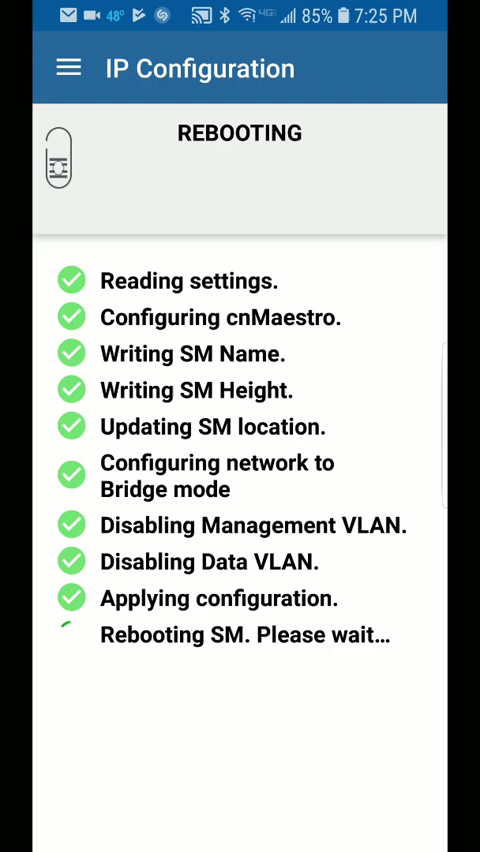 48° 4G 85% 7:25 PM
IP Configuration
REBOOTING
Reading settings.
Configuring cnMaestro.
Writing SM Name.
Writing SM Height.
Updating SM location.
Configuring network to
Bridge mode
Disabling Management VLAN.
Disabling Data VLAN.
Applying configuration.
Rebooting SM. Please wait...